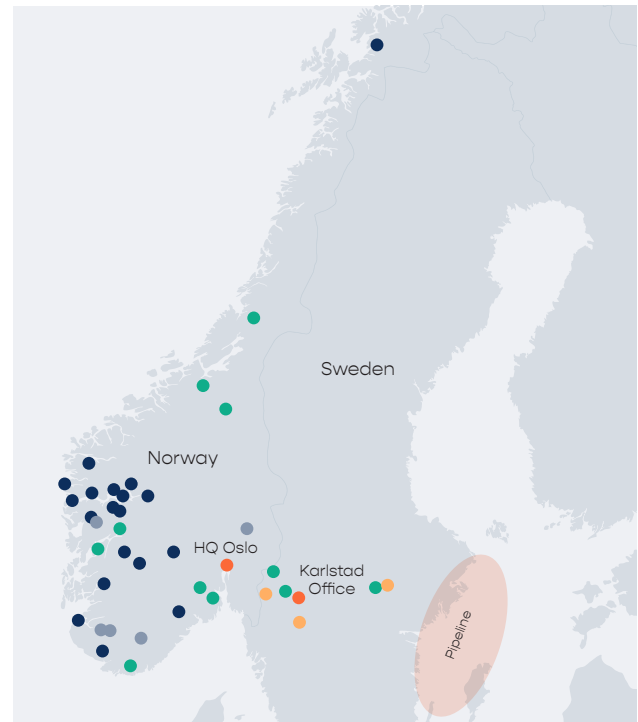 Sweden
Norway
HQ Oslo
Karlstad
Office
Pipeline